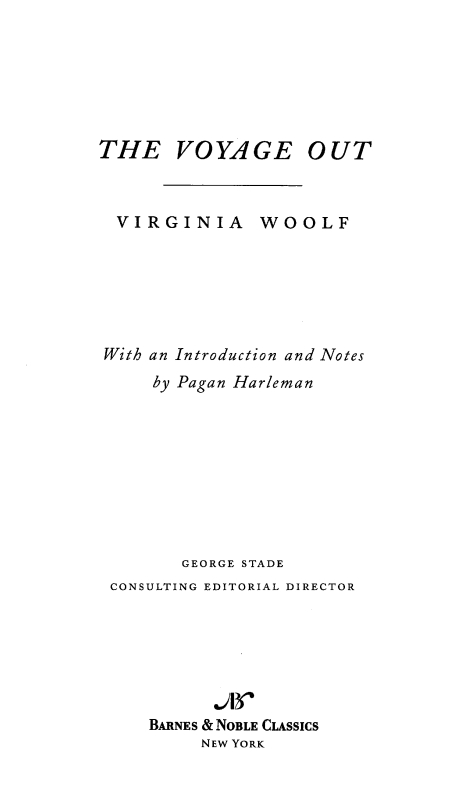 THE VOYAGE OUT
VIRGINIA WOOLF
With an Introduction and Notes
by Pagan Harleman
GEORGE STADE
CONSULTING EDITORIAL DIRECTOR
BARNES & NOBLE CLASSICS
NEW YORK